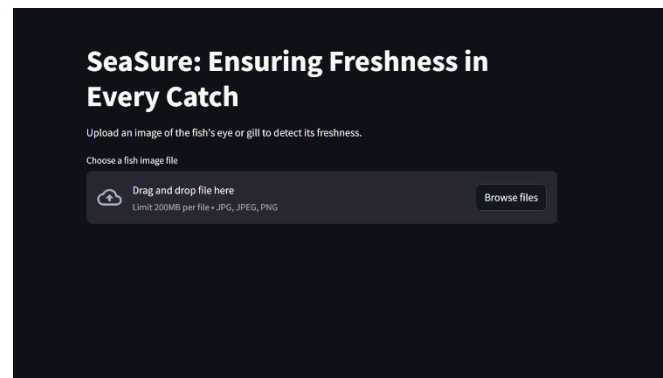 SeaSure: Ensuring Freshness in
Every Catch
Upload an image of the fish's eye or gill to detect its freshness.
Choose a fish image file
Drag and drop file here
Limit 200MB per file • JPG, JPEG, PNG
Browse files